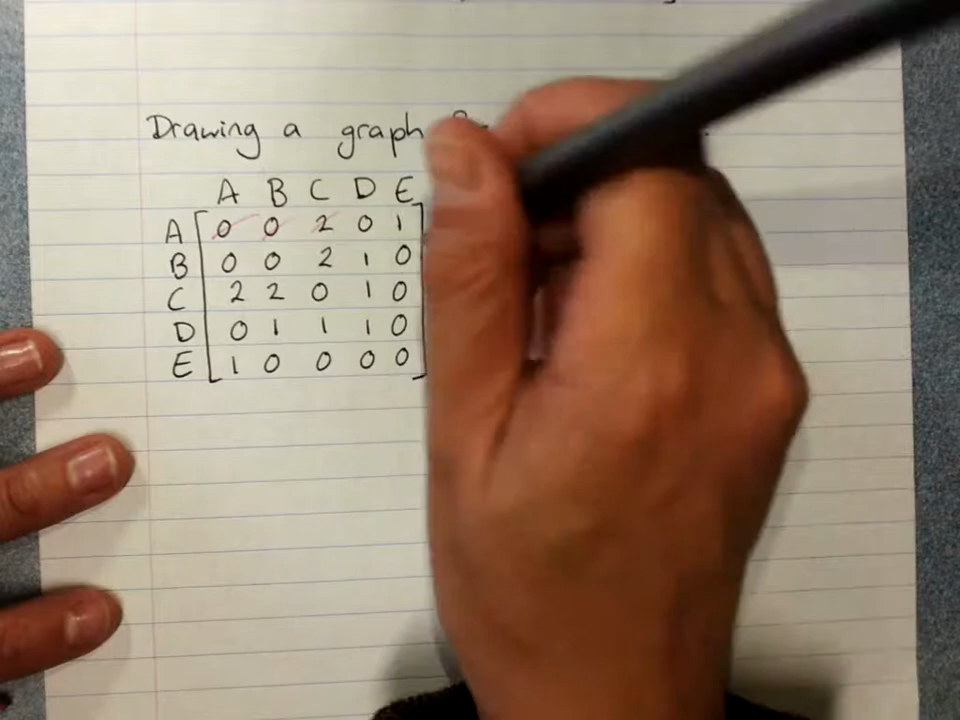 Drawing a graph
A B C D E
A 0 0 2 0 1
B 0 0 2 1 0
C 2 2 0 1 0
D 0 1 1 1 0
E 1 0 0 0 0